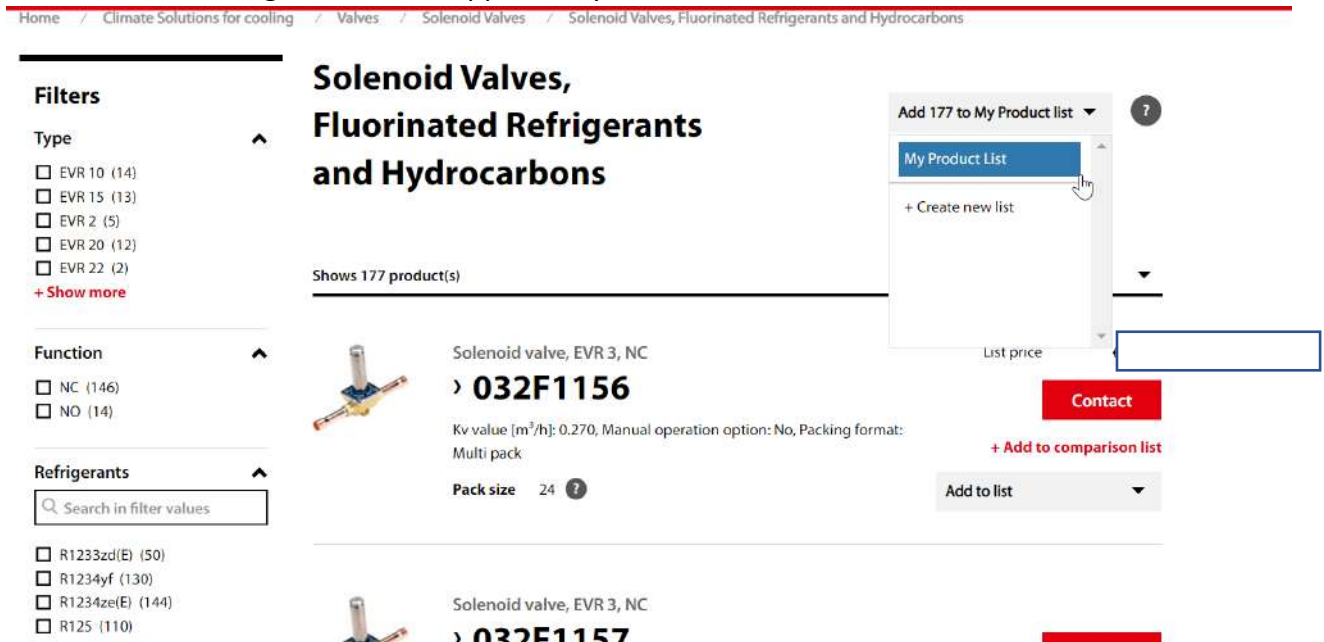 Home / Climate Solutions for cooling / Valves / Solenoid Valves / Solenoid Valves, Fluorinated Refrigerants and Hydrocarbons
Filters
Type
EVR 10 (14)
EVR 15 (13)
EVR 2 (5)
EVR 20 (12)
EVR 22 (2)
+ Show more
Function
NC (146)
NO (14)
Refrigerants
Search in filter values
R1233zd(E) (50)
R1234yf (130)
R1234ze(E) (144)
R125 (110)
Solenoid Valves,
Fluorinated Refrigerants
and Hydrocarbons
Add 177 to My Product list
?
My Product List
+ Create new list
Shows 177 product(s)
Solenoid valve, EVR 3, NC
› 032F1156
Kv value [m³/h]: 0.270, Manual operation option: No, Packing format:
Multi pack
Pack size 24 ?
List price
Contact
+ Add to comparison list
Add to list
Solenoid valve, EVR 3, NC
› 032F1157